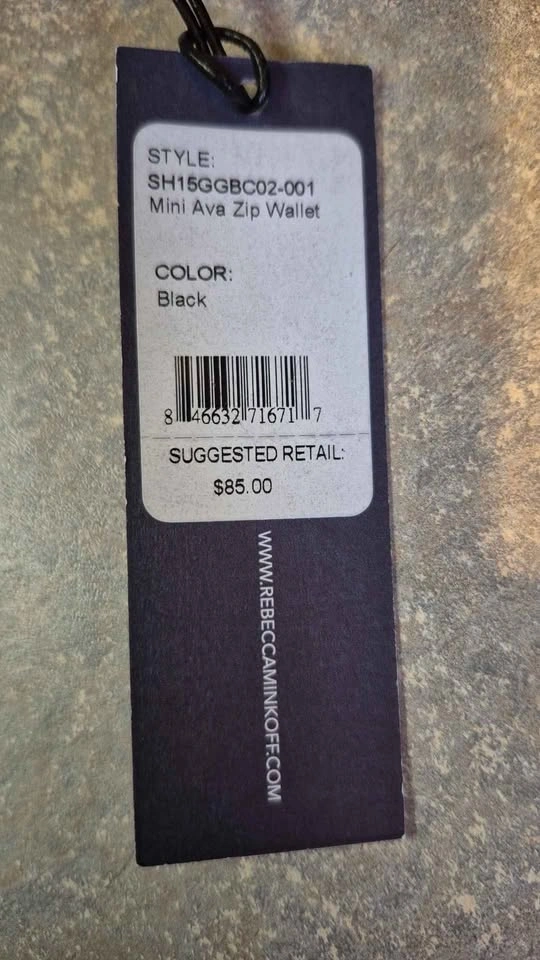 STYLE:
SH15GGBC02-001
Mini Ava Zip Wallet
COLOR:
Black
8 46632 71671 7
SUGGESTED RETAIL:
$85.00
WWW.REBECCAMINKOFF.COM